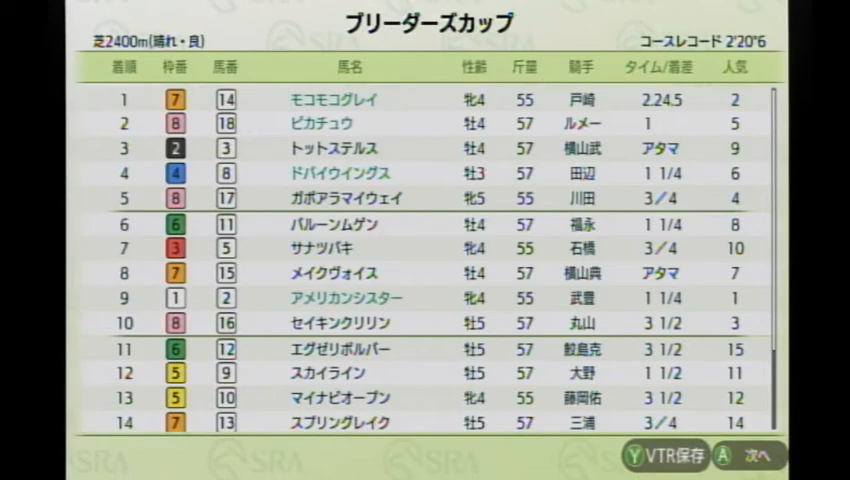 ブリーダーズカップ
芝2400m(晴れ・良) コースレコード 2'20"6
着順 枠番 馬番 馬名 性齢 斤量 騎手 タイム/着差 人気
1 7 14 モコモコグレイ 牝4 55 戸崎 2.24.5 2
2 8 18 ピカチュウ 牡4 57 ルメー 1 5
3 2 3 トットステルス 牡4 57 横山武 アタマ 9
4 4 8 ドバイウイングス 牡3 57 田辺 1 1/4 6
5 8 17 ガボアラマイウェイ 牝5 55 川田 3/4 4
6 6 11 バルーンムゲン 牡4 57 福永 1 1/4 8
7 3 5 サナツバキ 牝4 55 石橋 3/4 10
8 7 15 メイクヴォイス 牡4 57 横山典 アタマ 7
9 1 2 アメリカンシスター 牝4 55 武豊 1 1/4 1
10 8 16 セイキンクリリン 牡5 57 丸山 3 1/2 3
11 6 12 エグゼリボルバー 牡5 57 鮫島克 3 1/2 15
12 5 9 スカイライン 牡5 57 大野 1 1/2 11
13 5 10 マイナビオープン 牝4 55 藤岡佑 3 1/2 12
14 7 13 スプリングレイク 牡5 57 三浦 3/4 14
SRA SRA SRA
Y VTR保存 A 次へ